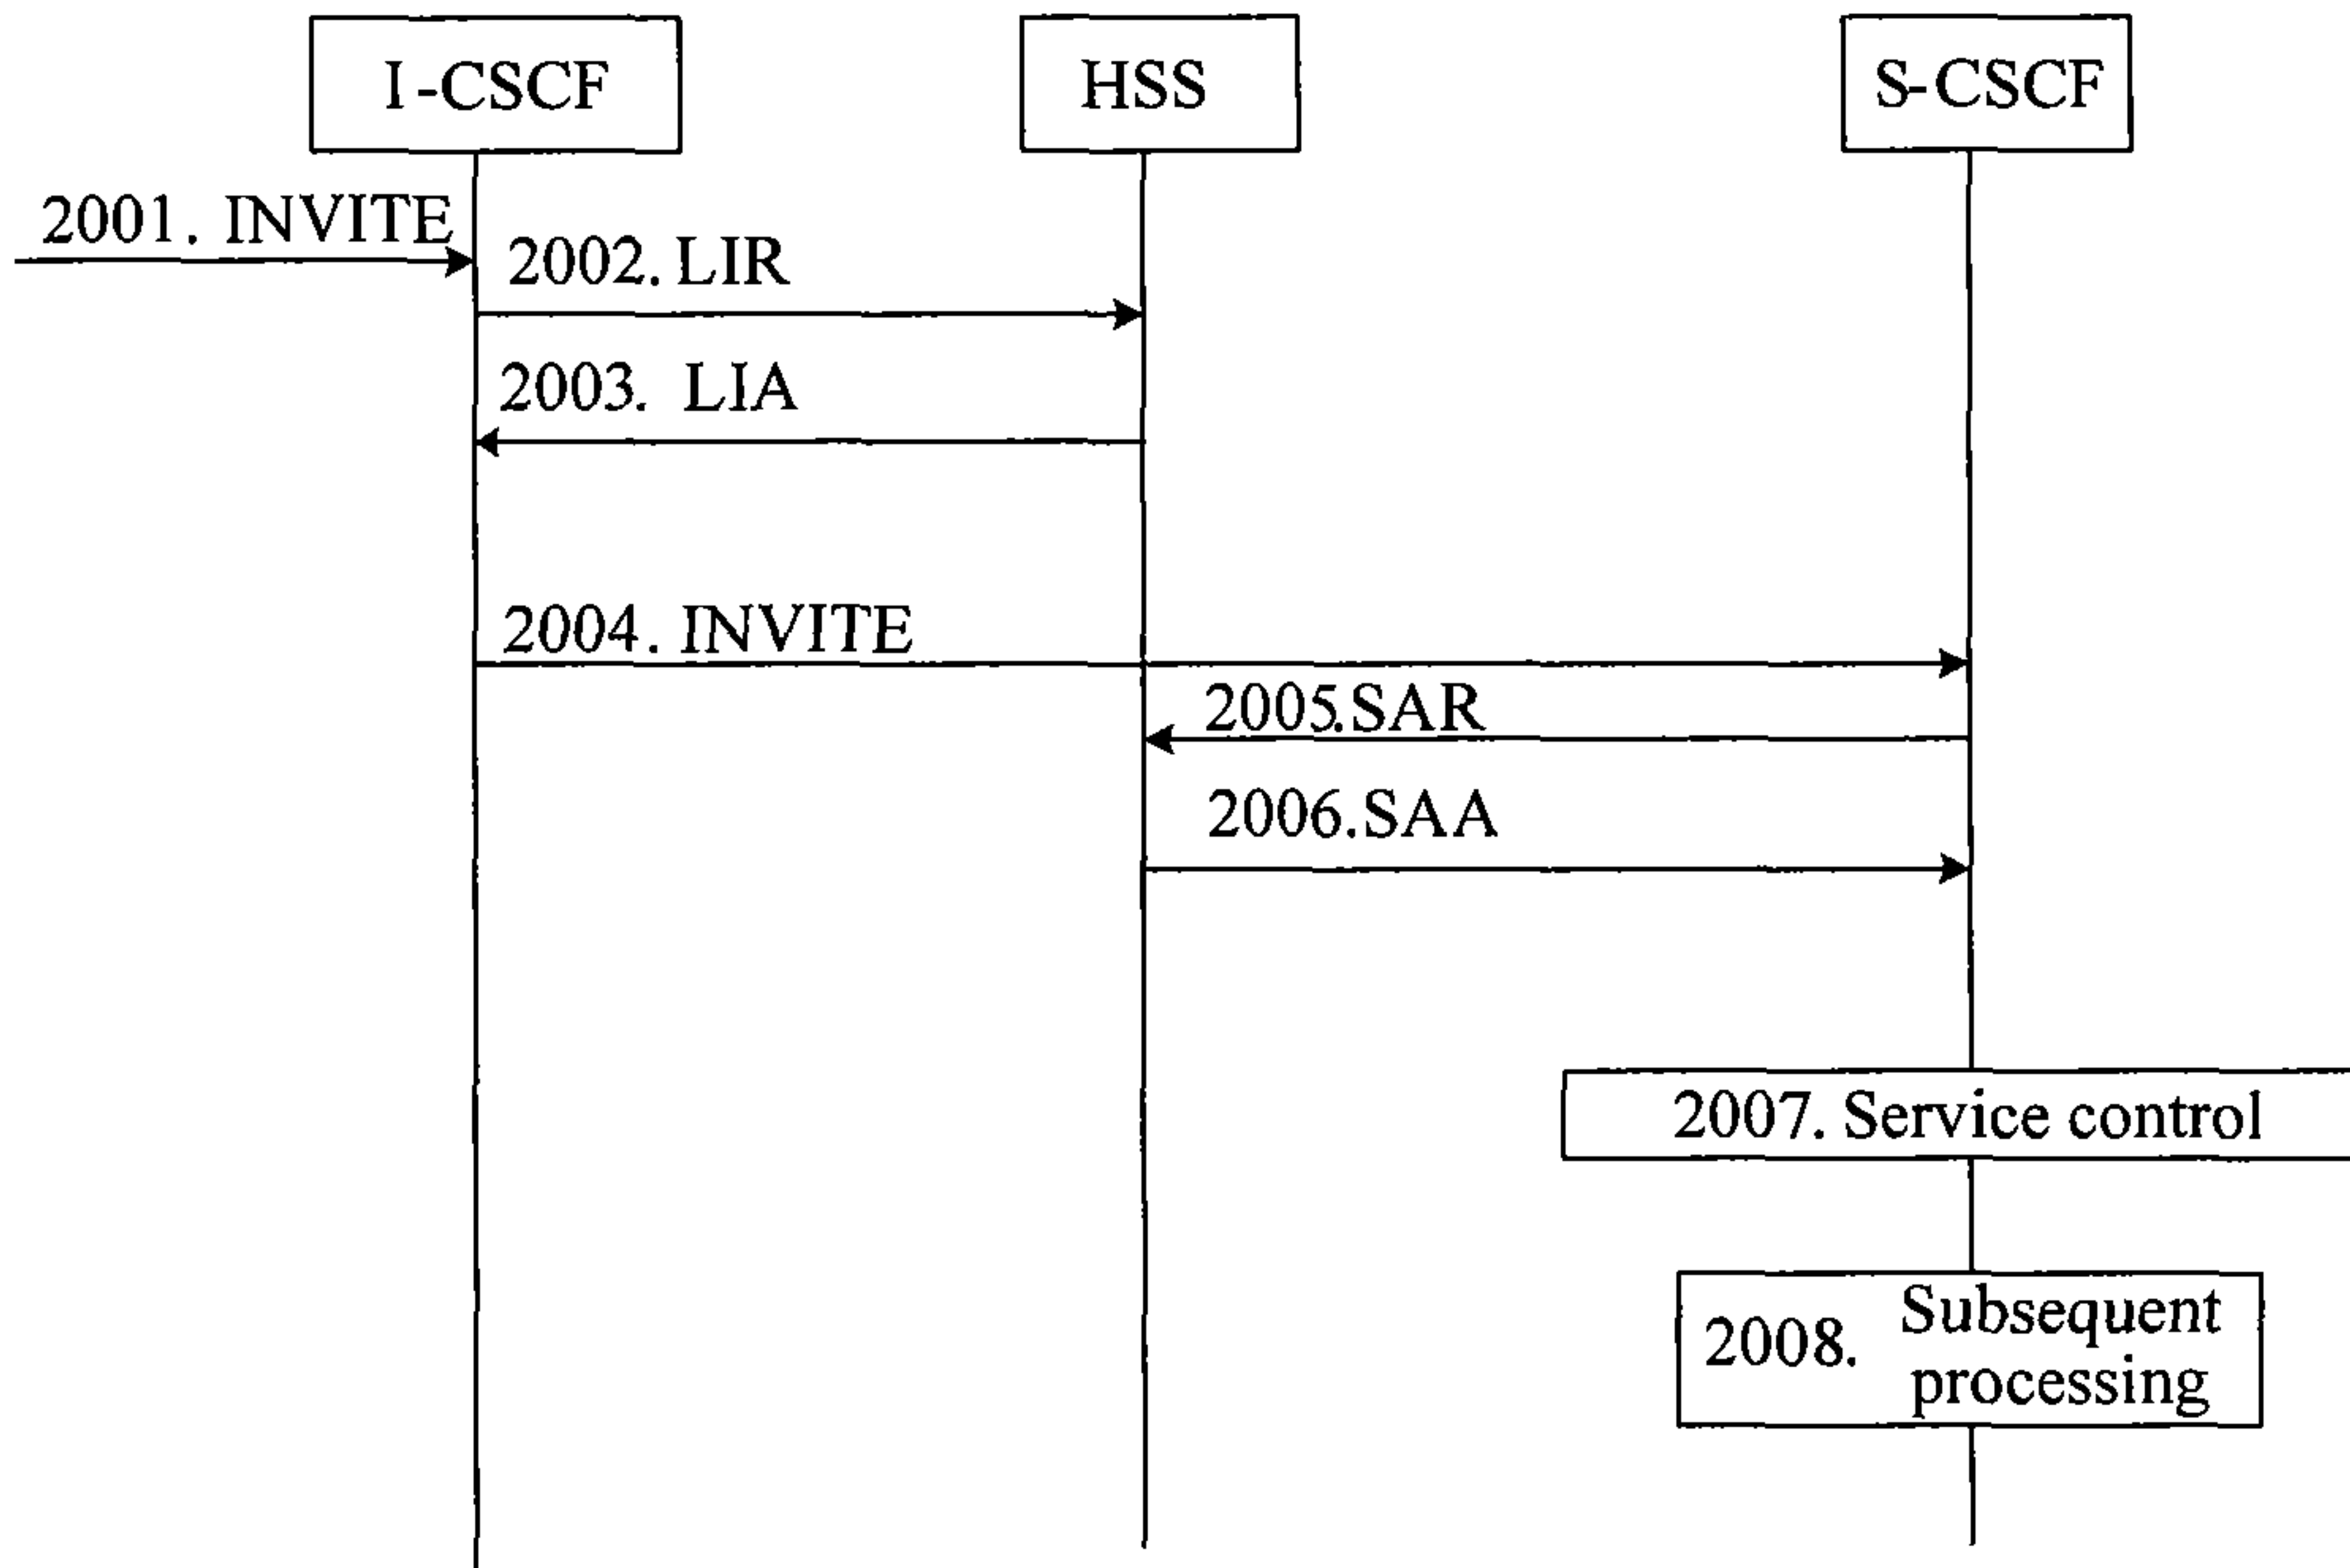 I-CSCF
HSS
S-CSCF
2001. INVITE
2002. LIR
2003. LIA
2004. INVITE
2005.SAR
2006.SAA
2007. Service control
2008. Subsequent
processing